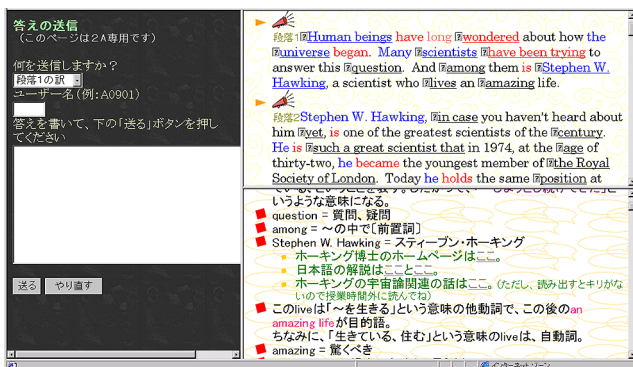 答えの送信
（このページは２A専用です）
何を送信しますか？
段落1の訳
ユーザー名(例:A0901)
答えを書いて、下の「送る」ボタンを押し
てください
送る やり直す
段落1 Human beings have long wondered about how the
universe began. Many scientists have been trying to
answer this question. And among them is Stephen W.
Hawking, a scientist who lives an amazing life.
段落2 Stephen W. Hawking, in case you haven't heard about
him yet, is one of the greatest scientists of the century.
He is such a great scientist that in 1974, at the age of
thirty-two, he became the youngest member of the Royal
Society of London. Today he holds the same position at
いうような意味になる。
question = 質問、疑問
among = ～の中で〔前置詞〕
Stephen W. Hawking = スティーブン・ホーキング
ホーキング博士のホームページはここ。
日本語の解説はここところ。
ホーキングの宇宙論関連の話はここ。(ただし、読み出すとキリがな
いので授業時間外に読んでね)
このliveは「～を生きる」という意味の他動詞で、この後のan
amazing lifeが目的語。
ちなみに、「生きている、住む」という意味のliveは、自動詞。
amazing = 驚くべき
インターネット ゾーン